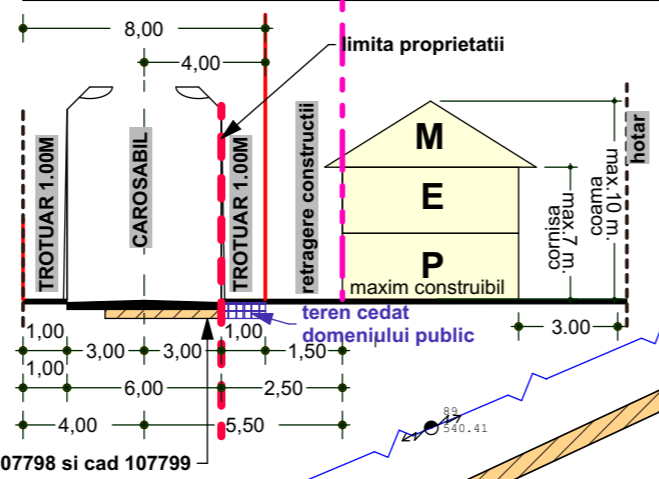 8,00
4,00
limita proprietatii
TROTUAR 1.00M
CAROSABIL
TROTUAR 1.00M
retragere constructii
M
E
P
maxim construibil
cornisa
max.7 m.
coama
max.10 m.
hotar
teren cedat
domeniului public
1,00
3,00
3,00
1,00
1,50
3.00
1,00
6,00
2,50
4,00
5,50
89
540.41
07798 si cad 107799